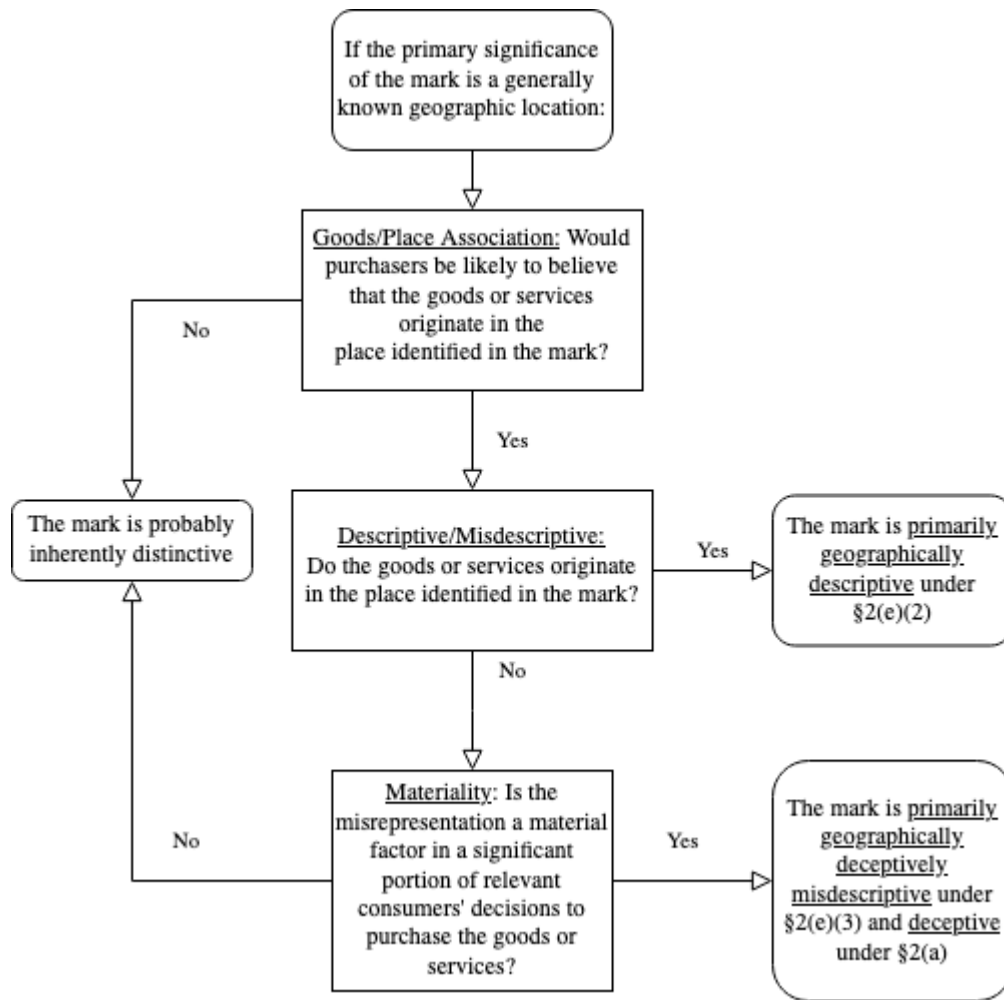 If the primary significance
of the mark is a generally
known geographic location:
Goods/Place Association: Would
purchasers be likely to believe
that the goods or services
originate in the
place identified in the mark?
No
Yes
The mark is probably
inherently distinctive
Descriptive/Misdescriptive:
Do the goods or services originate
in the place identified in the mark?
Yes
The mark is primarily
geographically
descriptive under
§2(e)(2)
No
Materiality: Is the
misrepresentation a material
factor in a significant
portion of relevant
consumers' decisions to
purchase the goods or
services?
No
Yes
The mark is primarily
geographically
deceptively
misdescriptive under
§2(e)(3) and deceptive
under §2(a)